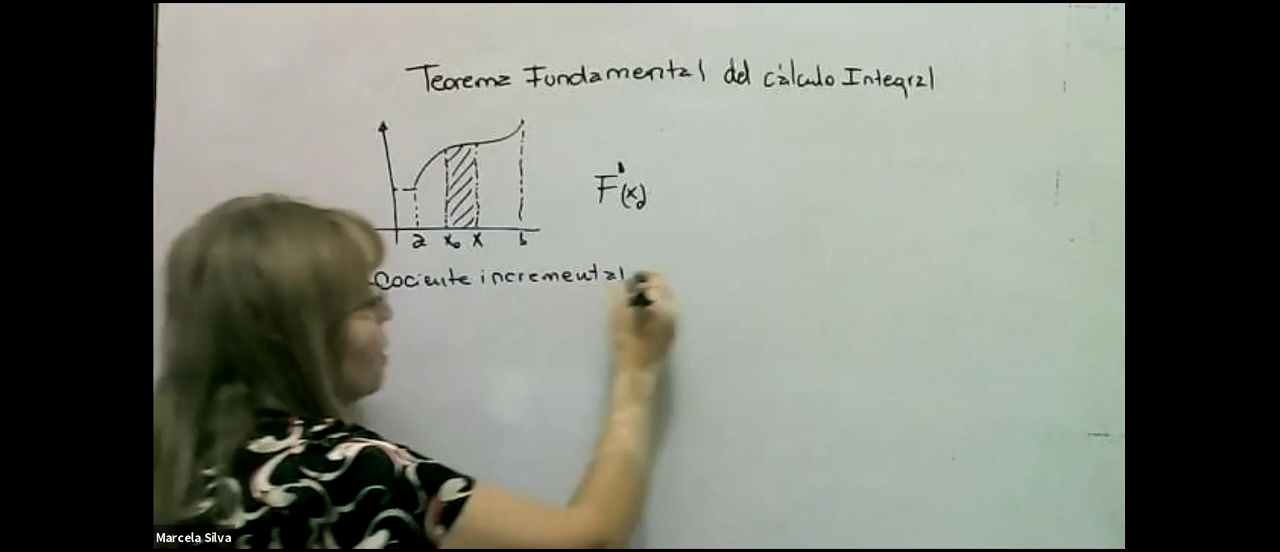 Teorema Fundamental del cálculo Integral
F'(x)
a x₀ x b
Cociente incremental
Marcela Silva